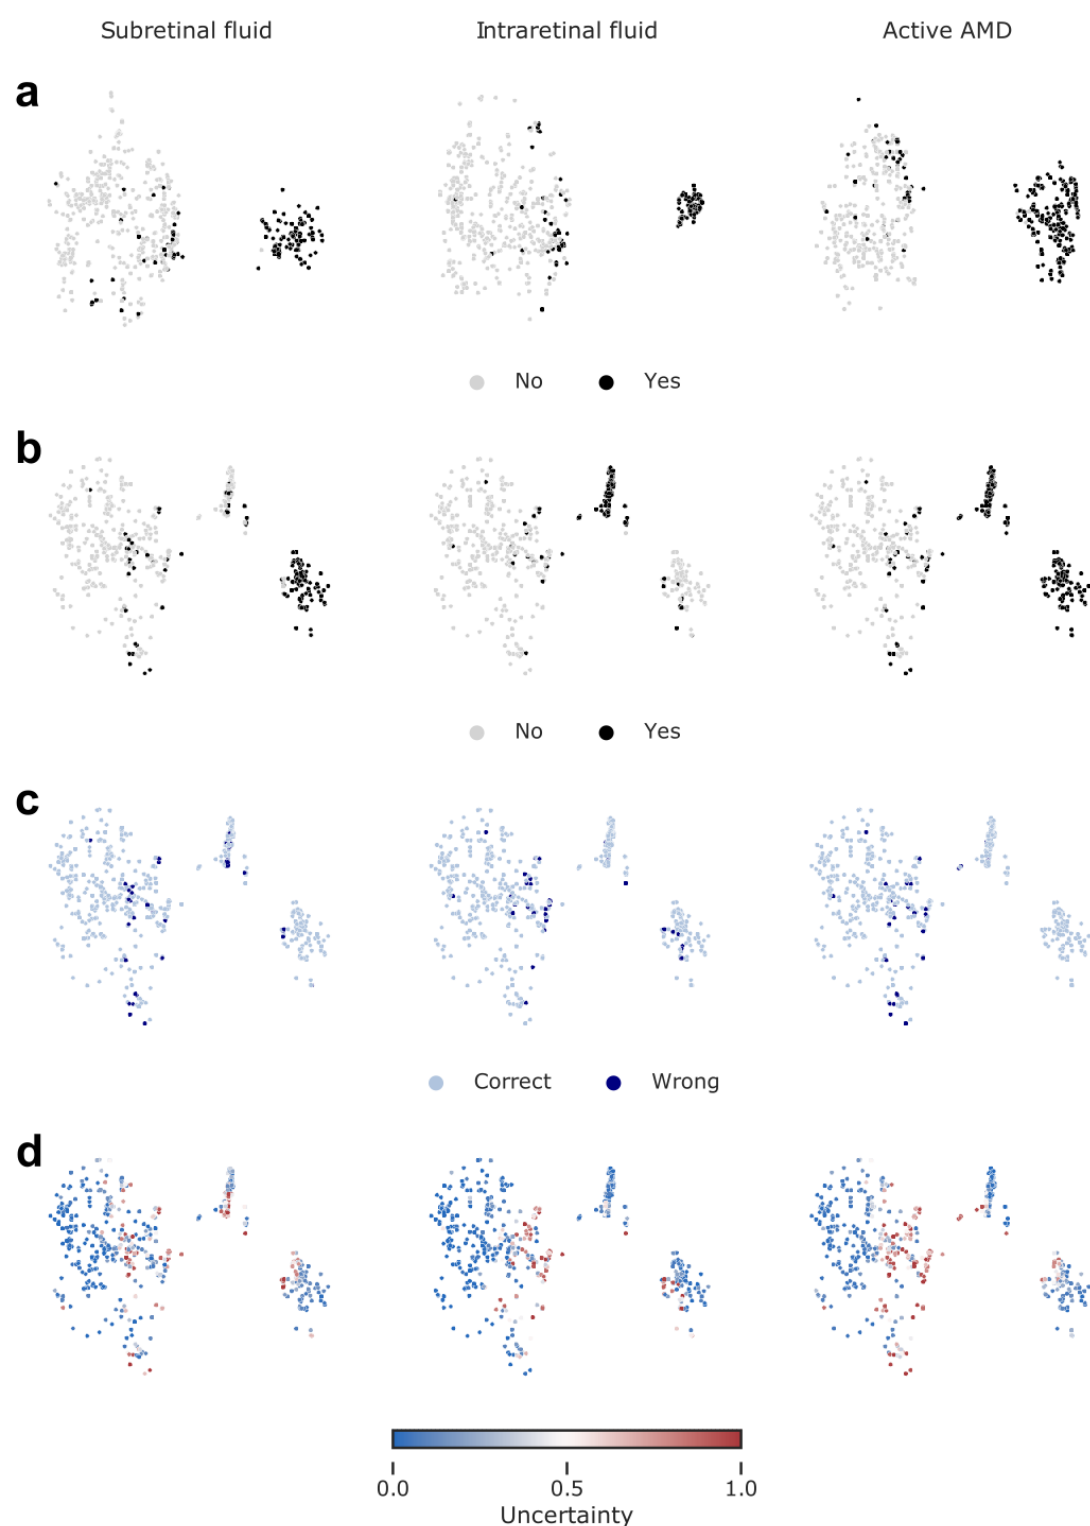 Subretinal fluid Intraretinal fluid Active AMD
a
No Yes
b
No Yes
c
Correct Wrong
d
0.0 0.5 1.0
Uncertainty